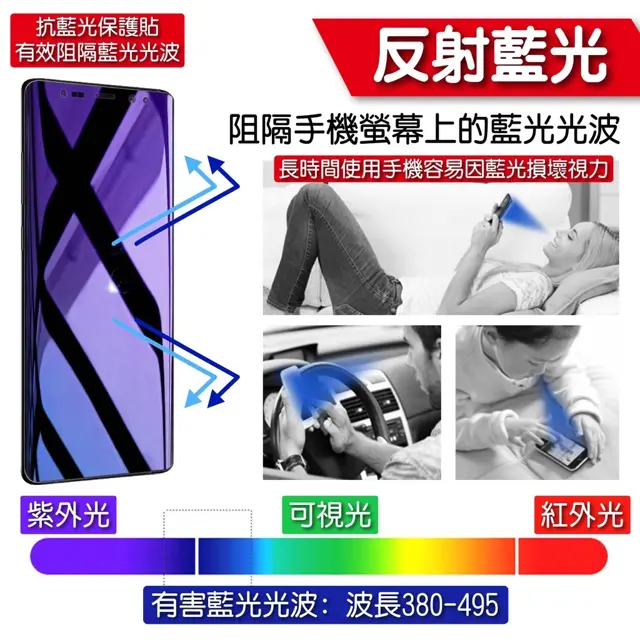 抗藍光保護貼
有效阻隔藍光光波
反射藍光
阻隔手機螢幕上的藍光光波
長時間使用手機容易因藍光損壞視力
紫外光
可視光
紅外光
有害藍光光波: 波長380-495